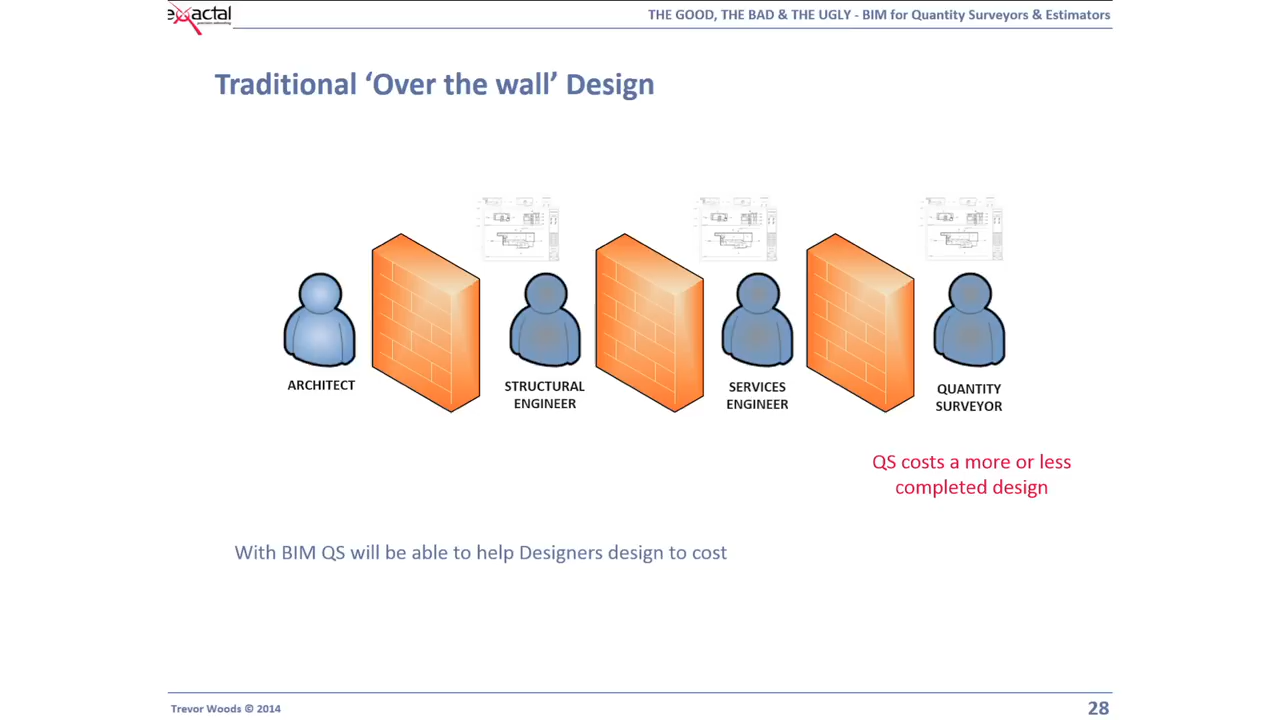 exactal
THE GOOD, THE BAD & THE UGLY - BIM for Quantity Surveyors & Estimators
Traditional ‘Over the wall’ Design
ARCHITECT
STRUCTURAL
ENGINEER
SERVICES
ENGINEER
QUANTITY
SURVEYOR
QS costs a more or less
completed design
With BIM QS will be able to help Designers design to cost
Trevor Woods © 2014
28